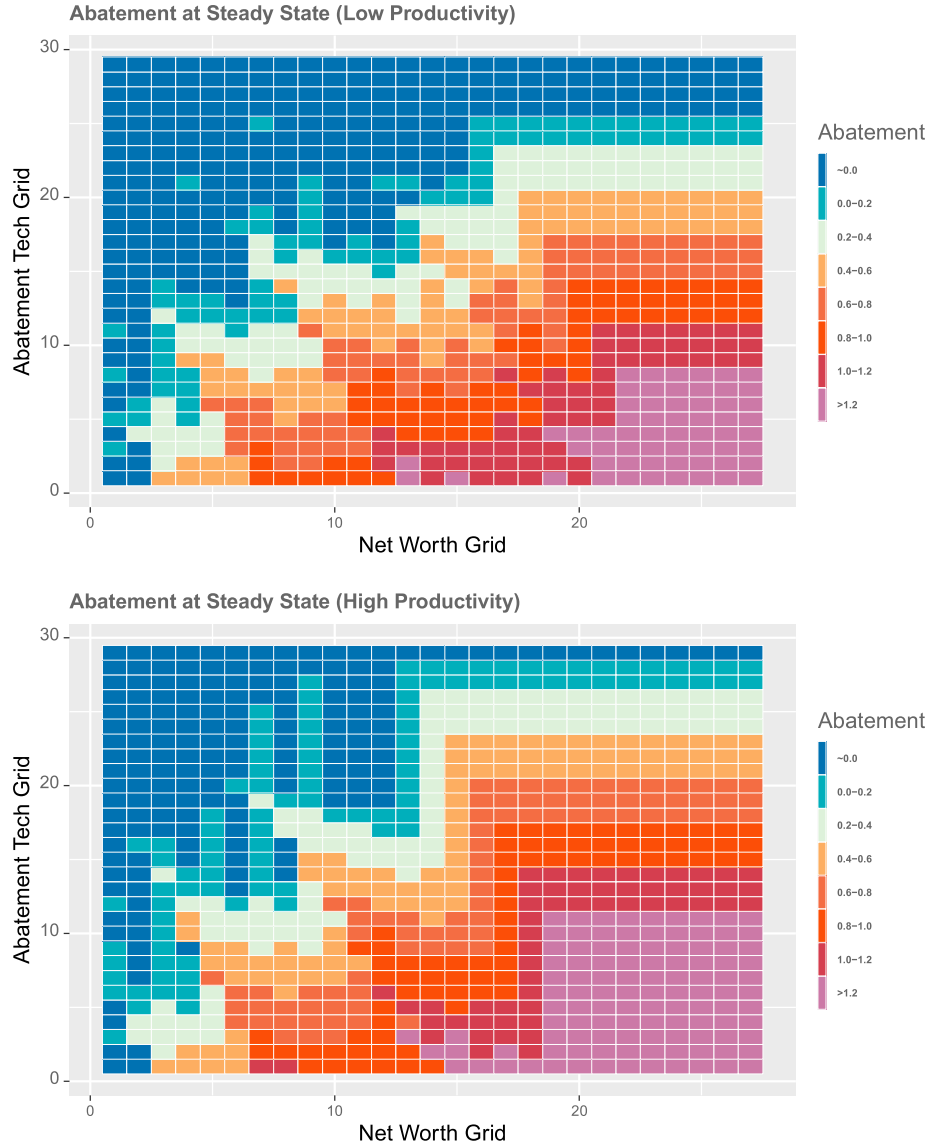 Abatement at Steady State (Low Productivity)
30
20
10
0
Abatement Tech Grid
0 10 20
Net Worth Grid
Abatement
~0.0
0.0−0.2
0.2−0.4
0.4−0.6
0.6−0.8
0.8−1.0
1.0−1.2
>1.2
Abatement at Steady State (High Productivity)
30
20
10
0
Abatement Tech Grid
0 10 20
Net Worth Grid
Abatement
~0.0
0.0−0.2
0.2−0.4
0.4−0.6
0.6−0.8
0.8−1.0
1.0−1.2
>1.2